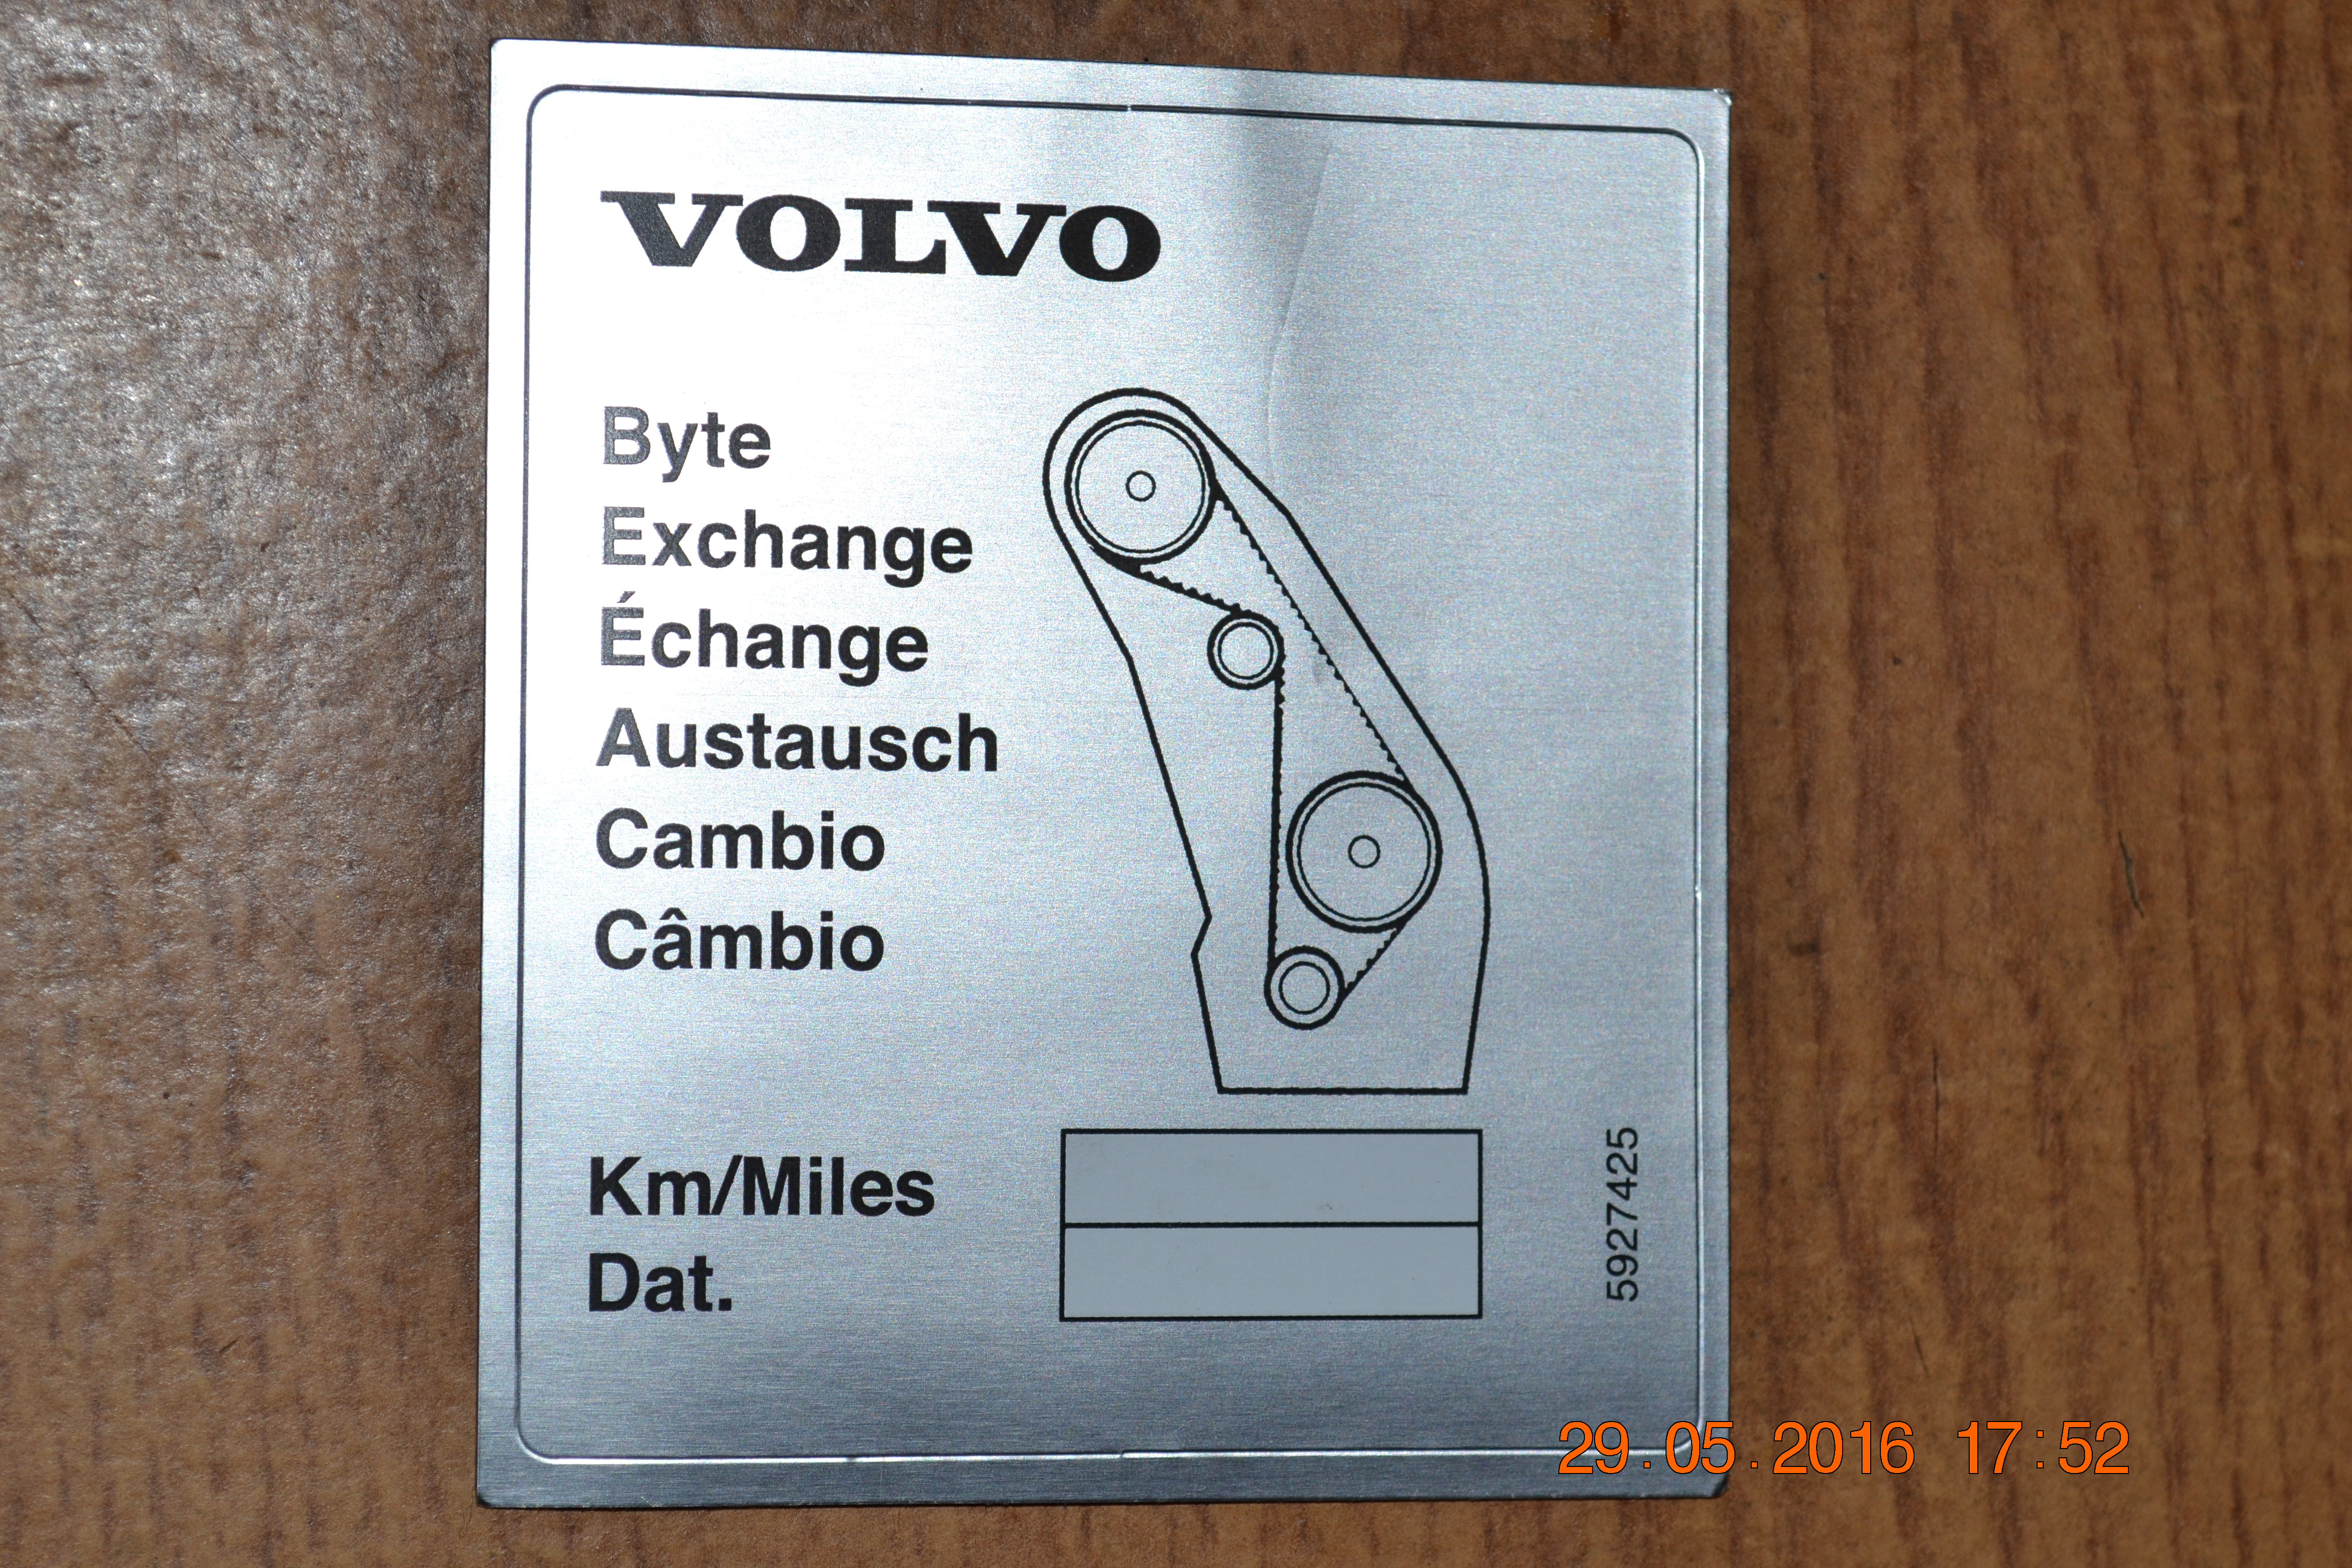 VOLVO
Byte
Exchange
Échange
Austausch
Cambio
Câmbio
Km/Miles
Dat.
5927425
29.05.2016 17:52